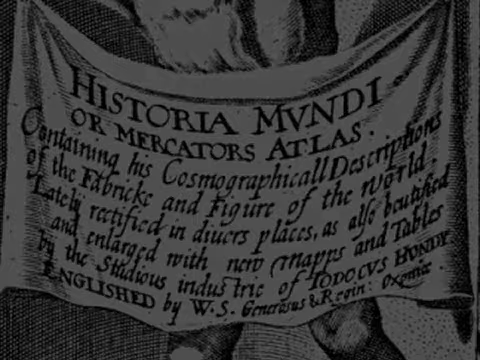 HISTORIA MVNDI
OR MERCATORS ATLAS.
Containing his Cosmographicall Descriptions
of the Fabricke and Figure of the world.
Lately rectified in diuers places, as also beutified
and enlarged with new Mapps and Tables
by the Studious industrie of IODOCVS HONDY.
ENGLISHED by W. S. Generosus & Regin: Oxoniæ.